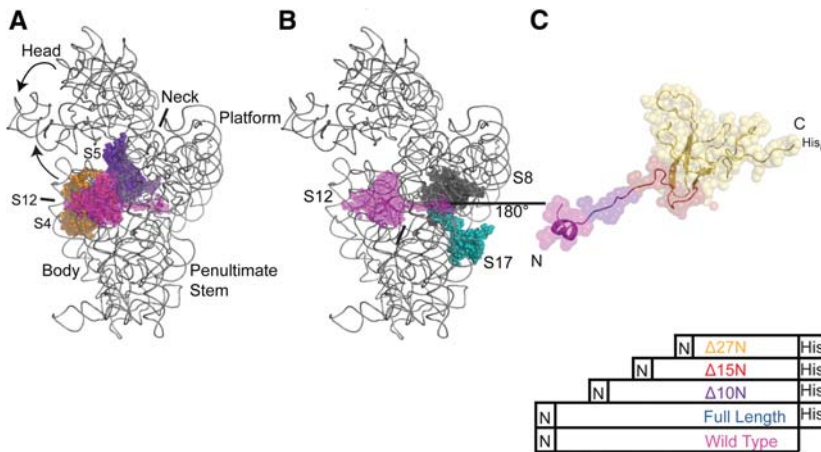 A
Head
Neck
Platform
S5
S12
S4
Body
Penultimate
Stem
B
S12
S8
180°
S17
C
C
N
N Δ27N His
N Δ15N His
N Δ10N His
N Full Length His
N Wild Type